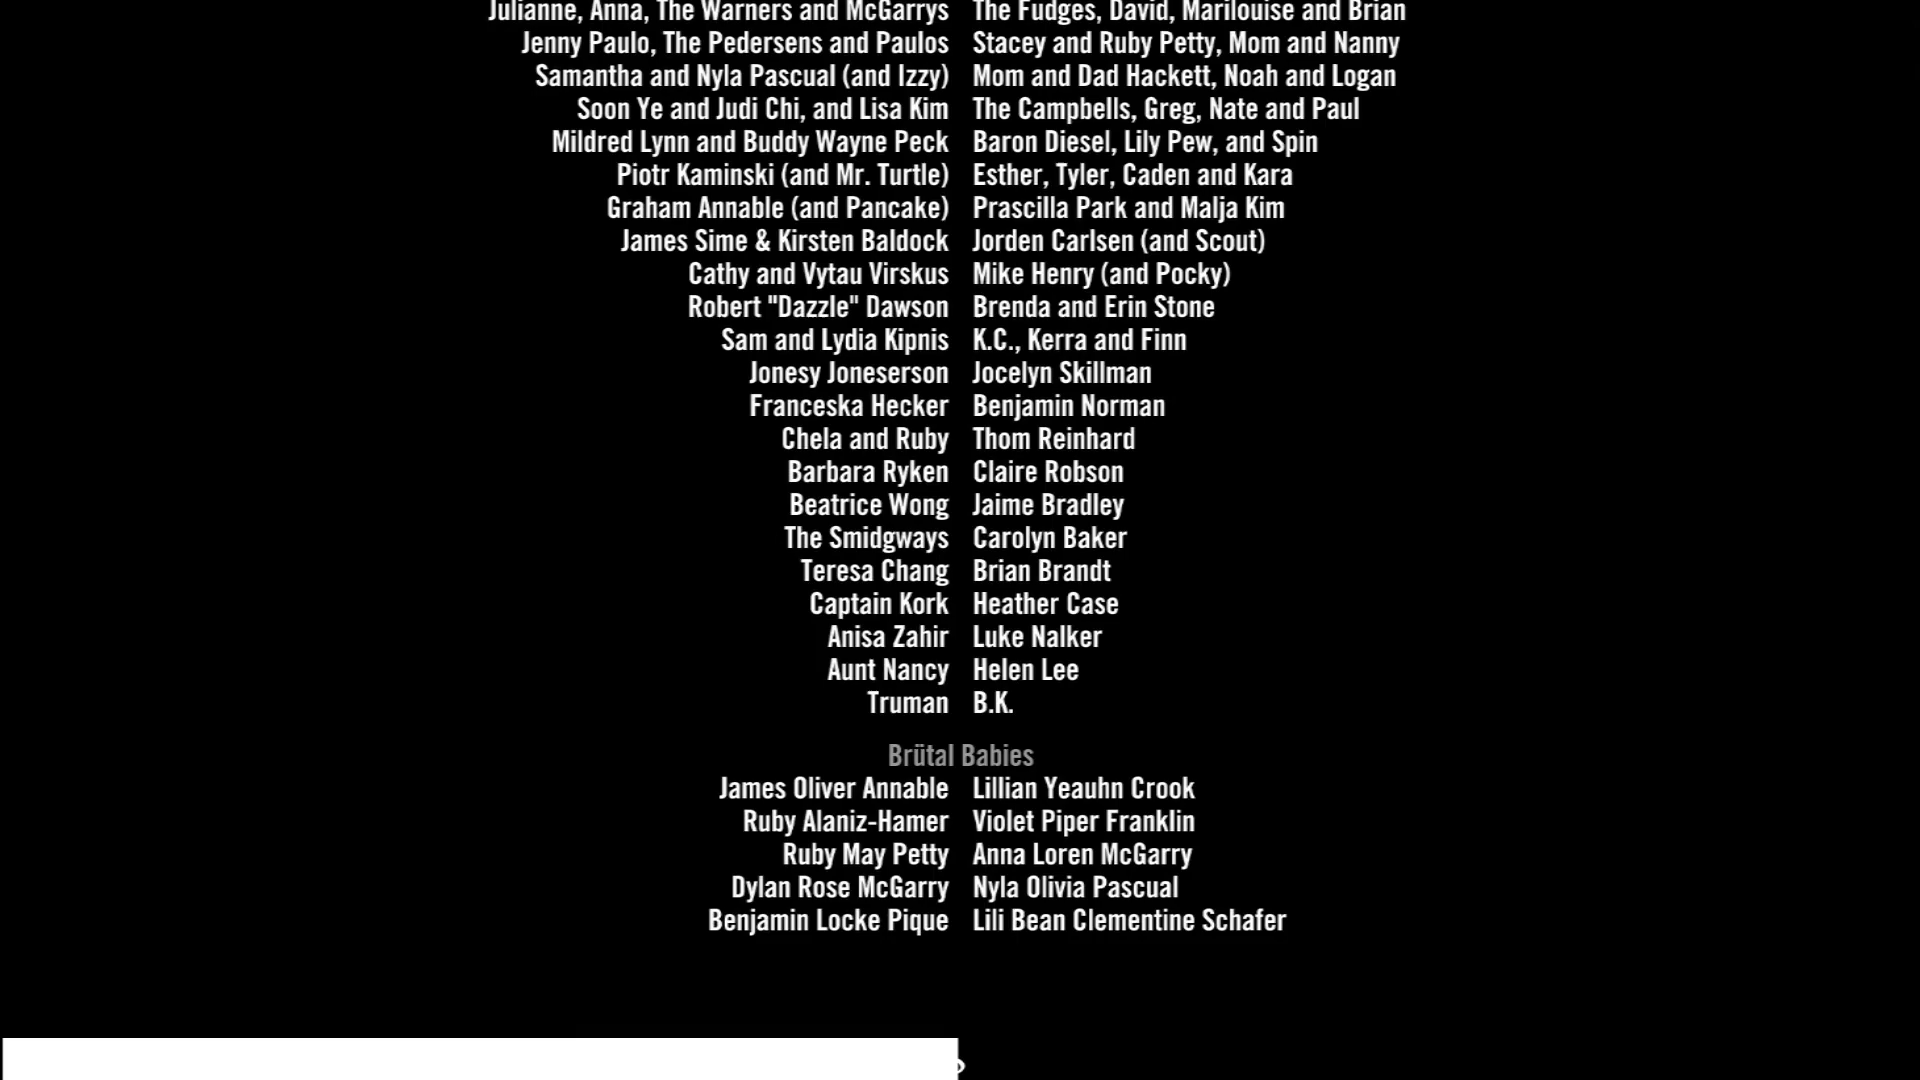 Julianne, Anna, The Warners and McGarrys The Fudges, David, Marilouise and Brian
Jenny Paulo, The Pedersens and Paulos Stacey and Ruby Petty, Mom and Nanny
Samantha and Nyla Pascual (and Izzy) Mom and Dad Hackett, Noah and Logan
Soon Ye and Judi Chi, and Lisa Kim The Campbells, Greg, Nate and Paul
Mildred Lynn and Buddy Wayne Peck Baron Diesel, Lily Pew, and Spin
Piotr Kaminski (and Mr. Turtle) Esther, Tyler, Caden and Kara
Graham Annable (and Pancake) Prascilla Park and Malja Kim
James Sime & Kirsten Baldock Jorden Carlsen (and Scout)
Cathy and Vytau Virskus Mike Henry (and Pocky)
Robert "Dazzle" Dawson Brenda and Erin Stone
Sam and Lydia Kipnis K.C., Kerra and Finn
Jonesy Joneserson Jocelyn Skillman
Franceska Hecker Benjamin Norman
Chela and Ruby Thom Reinhard
Barbara Ryken Claire Robson
Beatrice Wong Jaime Bradley
The Smidgways Carolyn Baker
Teresa Chang Brian Brandt
Captain Kork Heather Case
Anisa Zahir Luke Nalker
Aunt Nancy Helen Lee
Truman B.K.
Brütal Babies
James Oliver Annable Lillian Yeauhn Crook
Ruby Alaniz-Hamer Violet Piper Franklin
Ruby May Petty Anna Loren McGarry
Dylan Rose McGarry Nyla Olivia Pascual
Benjamin Locke Pique Lili Bean Clementine Schafer